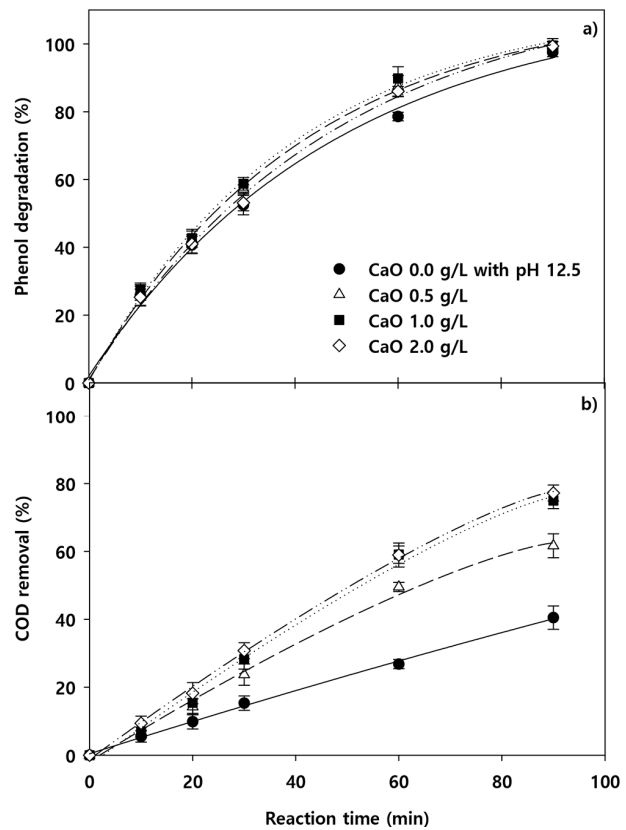 a)
100
80
60
40
20
0
Phenol degradation (%)
CaO 0.0 g/L with pH 12.5
CaO 0.5 g/L
CaO 1.0 g/L
CaO 2.0 g/L
b)
100
80
60
40
20
0
COD removal (%)
0 20 40 60 80 100
Reaction time (min)